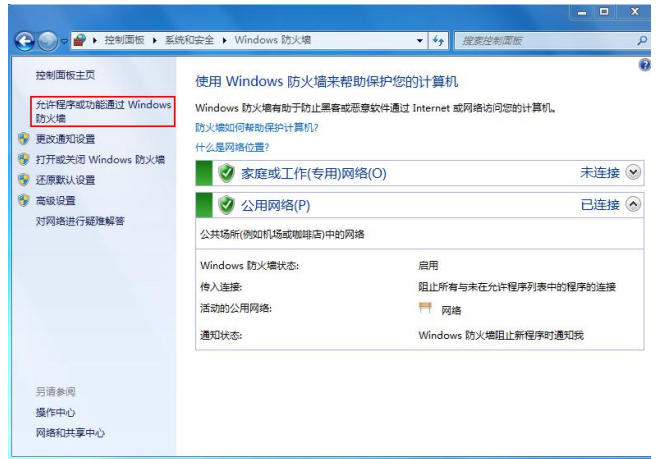 控制面板 ▸ 系统和安全 ▸ Windows 防火墙
搜索控制面板
控制面板主页
允许程序或功能通过 Windows
防火墙
更改通知设置
打开或关闭 Windows 防火墙
还原默认设置
高级设置
对网络进行疑难解答
另请参阅
操作中心
网络和共享中心
使用 Windows 防火墙来帮助保护您的计算机
Windows 防火墙有助于防止黑客或恶意软件通过 Internet 或网络访问您的计算机。
防火墙如何帮助保护计算机?
什么是网络位置?
家庭或工作(专用)网络(O) 未连接
公用网络(P) 已连接
公共场所(例如机场或咖啡店)中的网络
Windows 防火墙状态: 启用
传入连接: 阻止所有与未在允许程序列表中的程序的连接
活动的公用网络: 网络
通知状态: Windows 防火墙阻止新程序时通知我